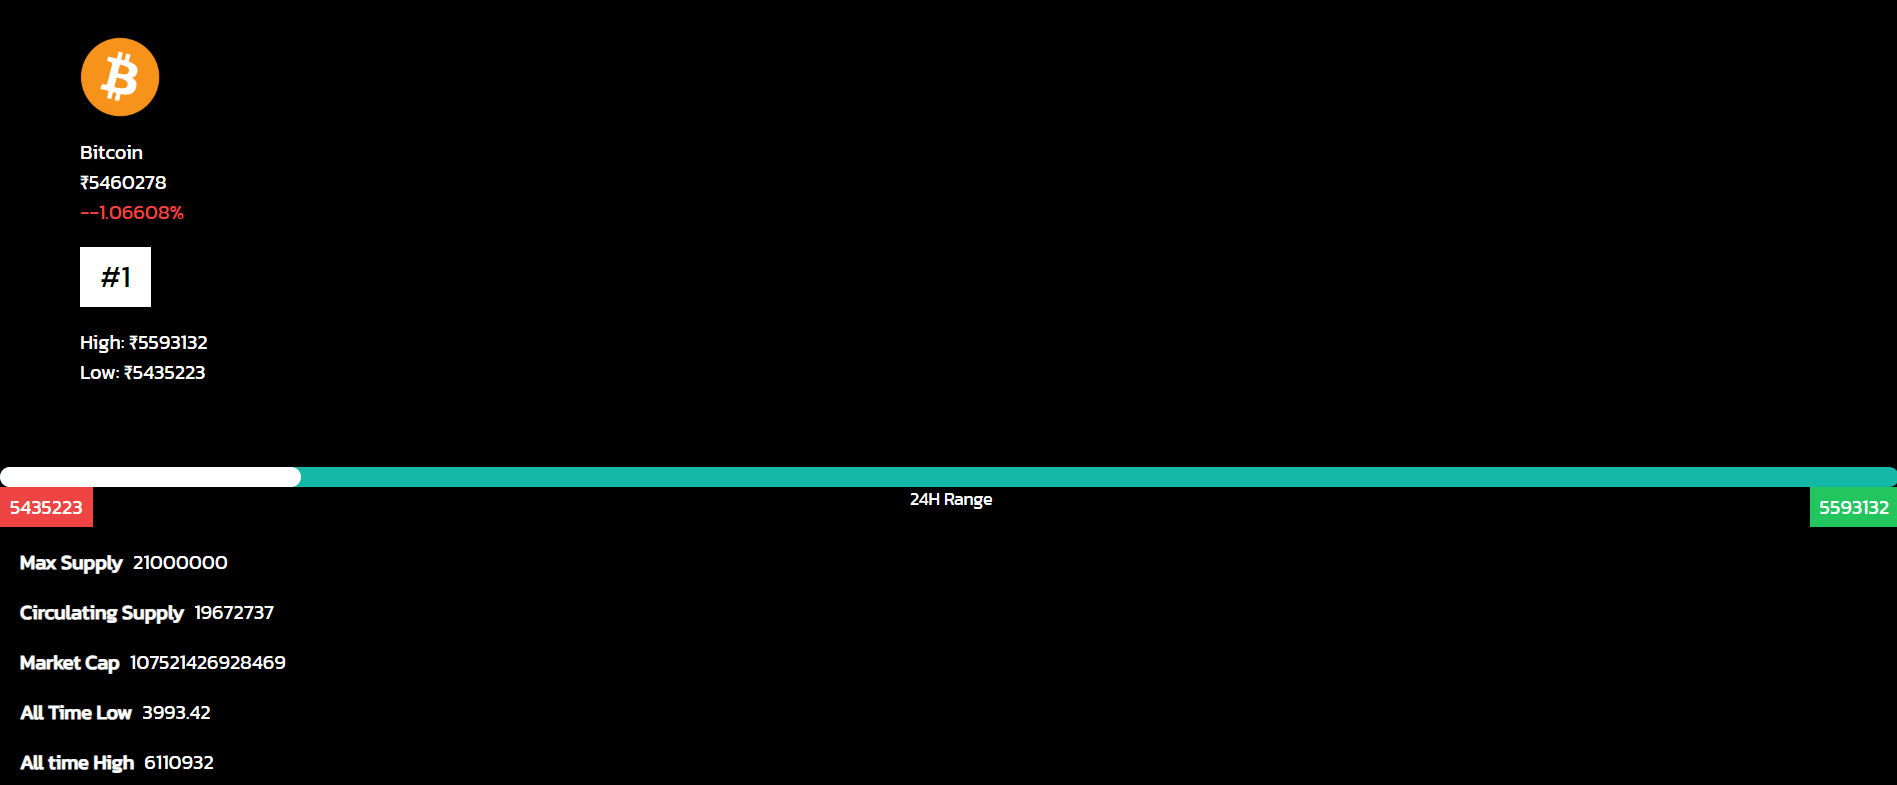 Bitcoin
₹5460278
--1.06608%
#1
High: ₹5593132
Low: ₹5435223
5435223 24H Range 5593132
Max Supply 21000000
Circulating Supply 19672737
Market Cap 107521426928469
All Time Low 3993.42
All time High 6110932